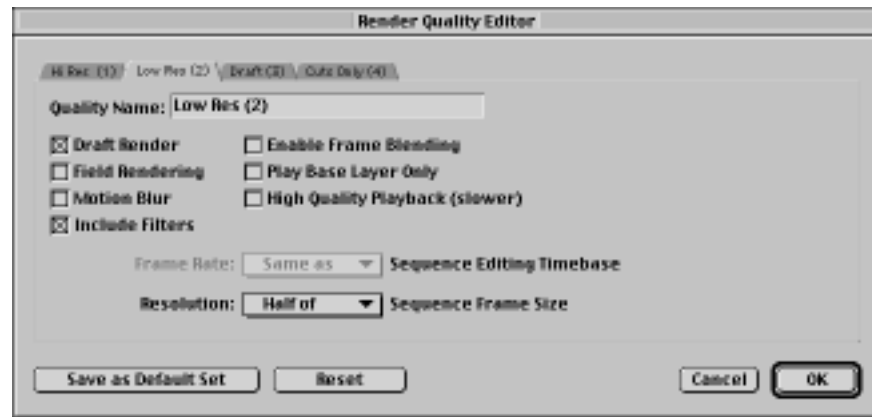 Render Quality Editor
Hi Res (1) Low Res (2) Draft (3) Cuts Only (4)
Quality Name: Low Res (2)
Draft Render Enable Frame Blending
Field Rendering Play Base Layer Only
Motion Blur High Quality Playback (slower)
Include Filters
Frame Rate: Same as Sequence Editing Timebase
Resolution: Half of Sequence Frame Size
Save as Default Set Reset Cancel OK